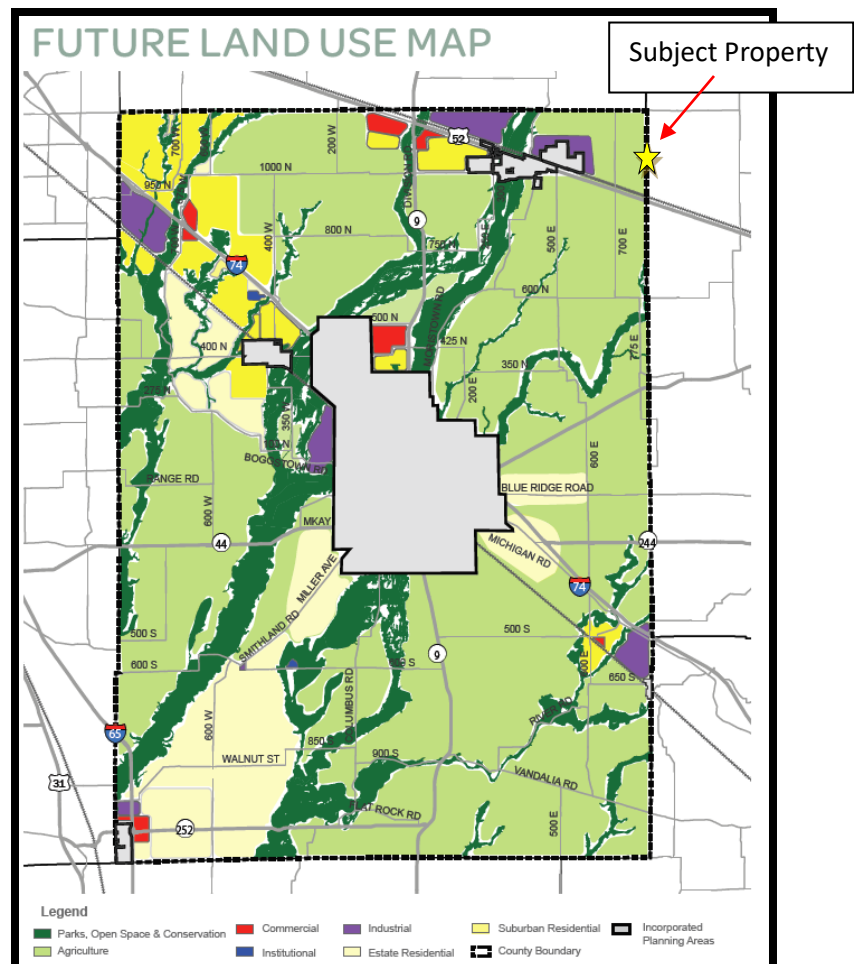 FUTURE LAND USE MAP
Subject Property
52
700 W
200 W
1000 N
950 N
9
800 N
400 W
750 N
500 E
700 E
74
600 N
MORRISTOWN RD
500 N
425 N
400 N
350 N
775 E
275 N
200 E
350 W
BOGGSTOWN RD
RANGE RD
600 W
600 E
BLUE RIDGE ROAD
MKAY
44
MICHIGAN RD
244
MILLER AVE
74
SMITHLAND RD
500 S
500 S
9
600 S
650 S
COLUMBUS RD
RIVER RD
600 W
65
850 S
WALNUT ST
900 S
31
VANDALIA RD
252
500 E
Legend
Parks, Open Space & Conservation
Commercial
Industrial
Suburban Residential
Incorporated
Planning Areas
Agriculture
Institutional
Estate Residential
County Boundary